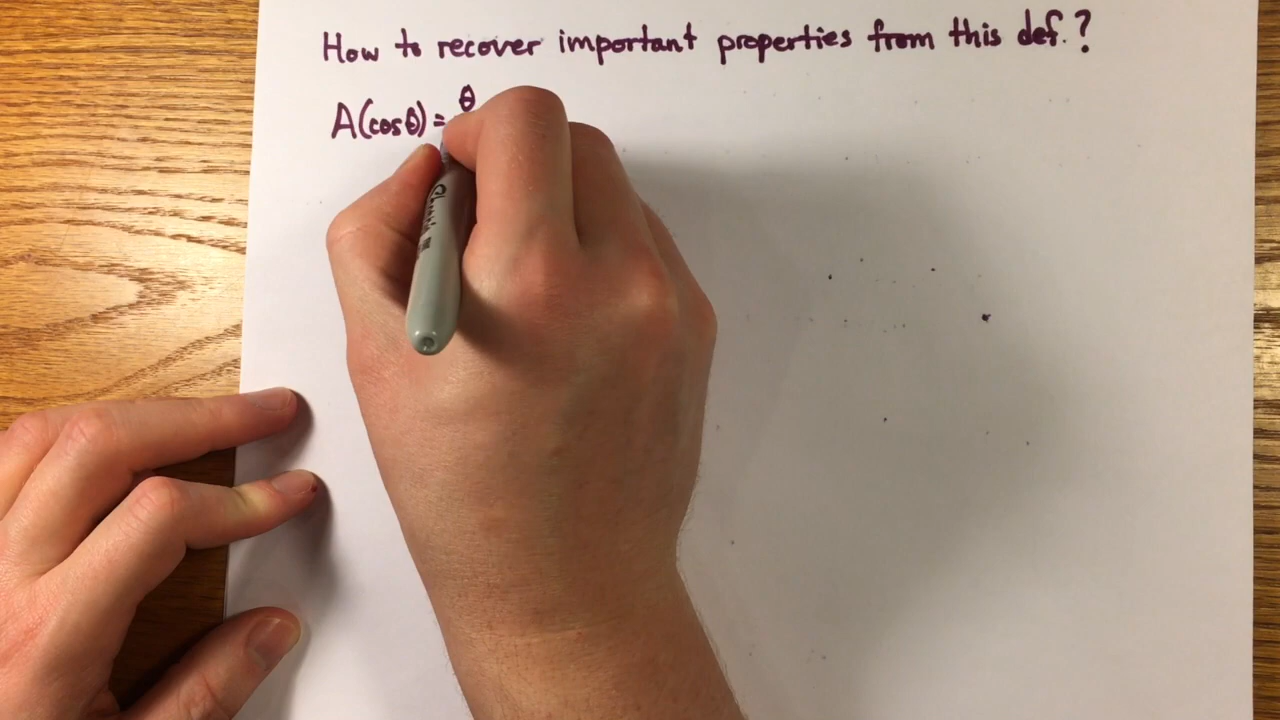 How to recover important properties from this def.?
A(cosθ) = θ